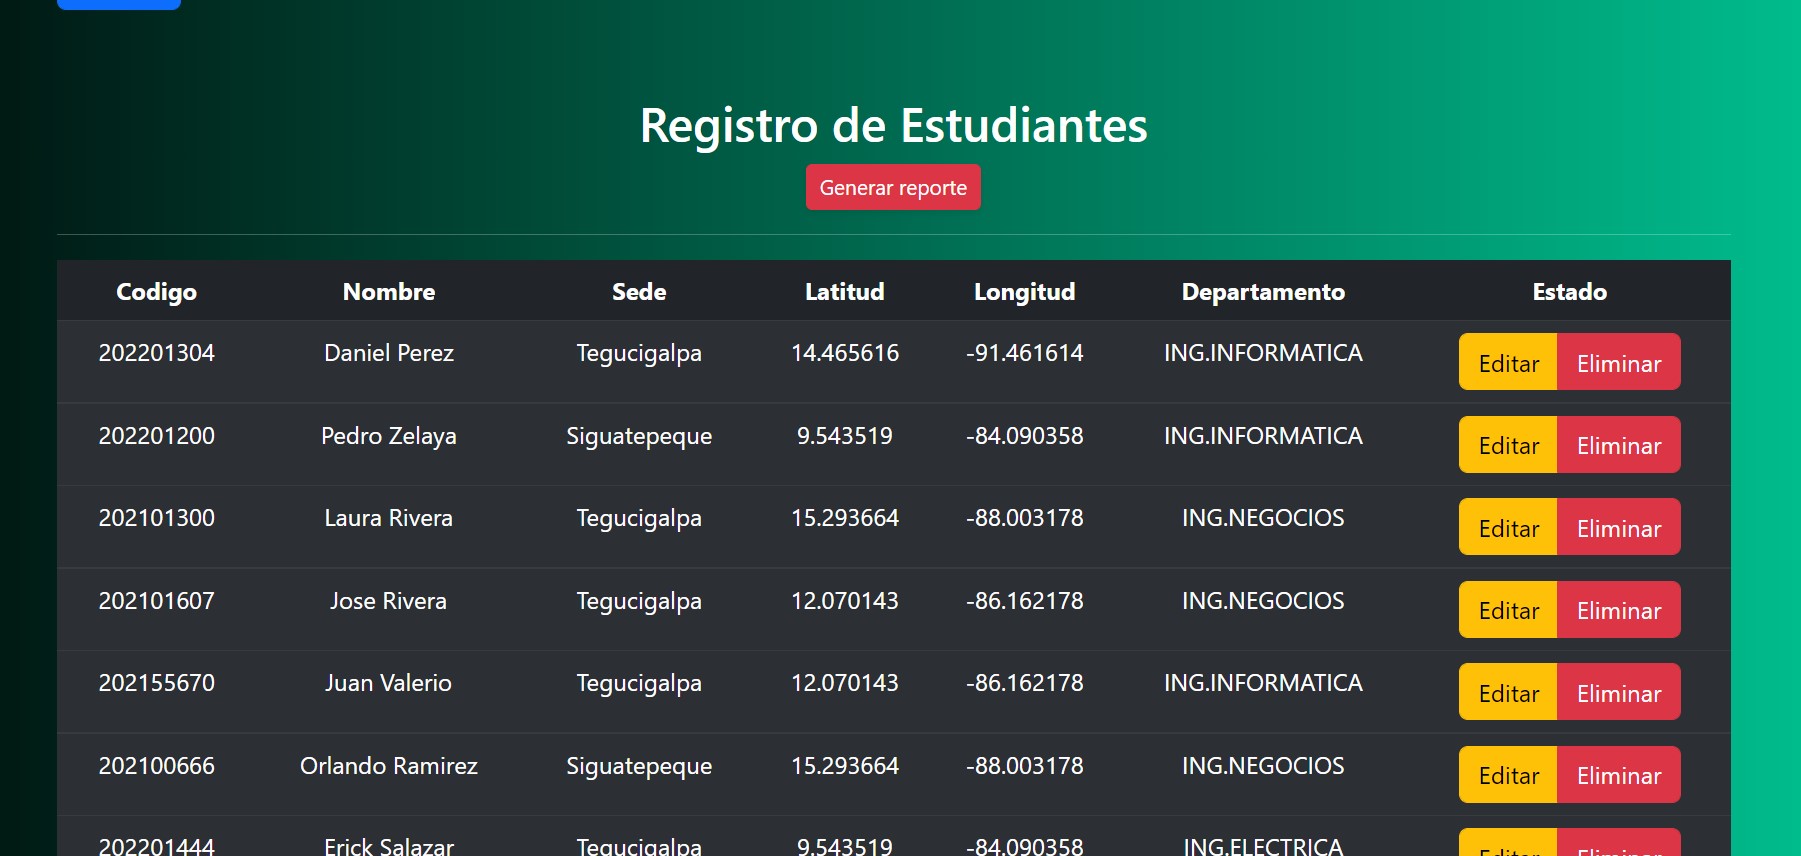 Registro de Estudiantes
Generar reporte
Codigo Nombre Sede Latitud Longitud Departamento Estado
202201304 Daniel Perez Tegucigalpa 14.465616 -91.461614 ING.INFORMATICA Editar Eliminar
202201200 Pedro Zelaya Siguatepeque 9.543519 -84.090358 ING.INFORMATICA Editar Eliminar
202101300 Laura Rivera Tegucigalpa 15.293664 -88.003178 ING.NEGOCIOS Editar Eliminar
202101607 Jose Rivera Tegucigalpa 12.070143 -86.162178 ING.NEGOCIOS Editar Eliminar
202155670 Juan Valerio Tegucigalpa 12.070143 -86.162178 ING.INFORMATICA Editar Eliminar
202100666 Orlando Ramirez Siguatepeque 15.293664 -88.003178 ING.NEGOCIOS Editar Eliminar
202201444 Erick Salazar Tegucigalpa 9.543519 -84.090358 ING.ELECTRICA Editar Eliminar